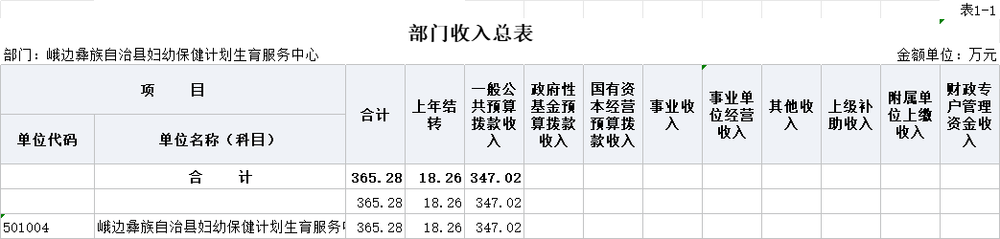 表1-1
部门收入总表
部门：峨边彝族自治县妇幼保健计划生育服务中心 金额单位：万元
项 目 合计 上年结转 一般公共预算拨款收入 政府性基金预算拨款收入 国有资本经营预算拨款收入 事业收入 事业单位经营收入 其他收入 上级补助收入 附属单位上缴收入 财政专户管理资金收入
单位代码 单位名称（科目）
合 计 365.28 18.26 347.02
365.28 18.26 347.02
501004 峨边彝族自治县妇幼保健计划生育服务中 365.28 18.26 347.02